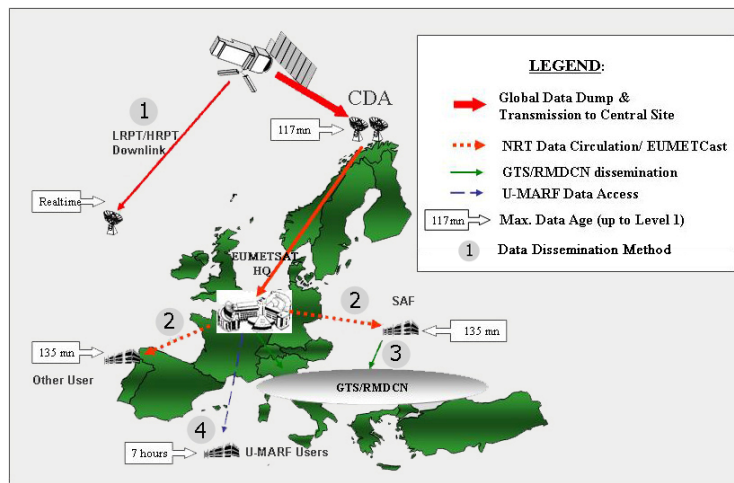 LEGEND:
Global Data Dump &
Transmission to Central Site
NRT Data Circulation/ EUMETCast
GTS/RMDCN dissemination
U-MARF Data Access
117mn
Max. Data Age (up to Level 1)
1
Data Dissemination Method
CDA
117mn
1
LRPT/HRPT
Downlink
Realtime
EUMETSAT
HQ
2
2
SAF
135 mn
135 mn
Other User
3
GTS/RMDCN
4
7 hours
U-MARF Users